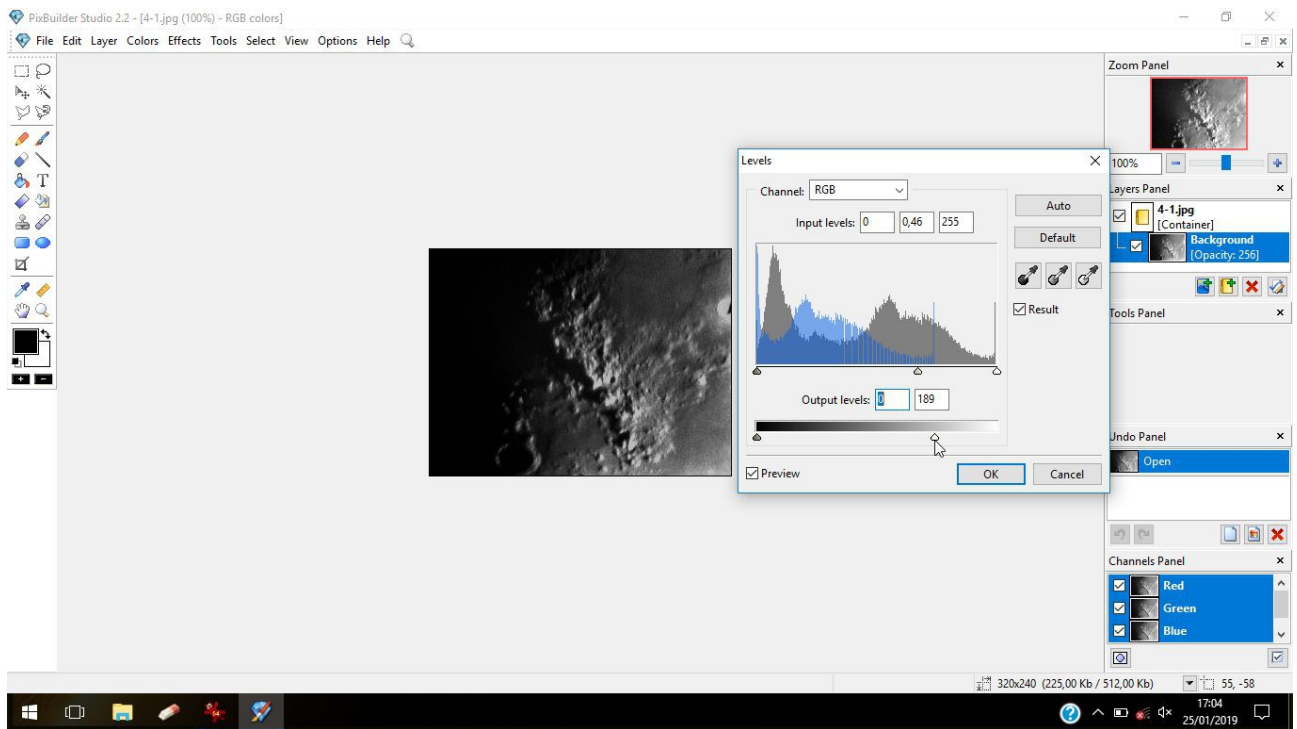 PixBuilder Studio 2.2 - [4-1.jpg (100%) - RGB colors]
File Edit Layer Colors Effects Tools Select View Options Help
Zoom Panel
100%
Layers Panel
4-1.jpg
[Container]
Background
[Opacity: 256]
Tools Panel
Undo Panel
Open
Channels Panel
Red
Green
Blue
Levels
Channel: RGB
Input levels: 0 0,46 255
Output levels: 0 189
Auto
Default
Result
Preview
OK Cancel
T
320x240 (225,00 Kb / 512,00 Kb) 55, -58
64
17:04
25/01/2019